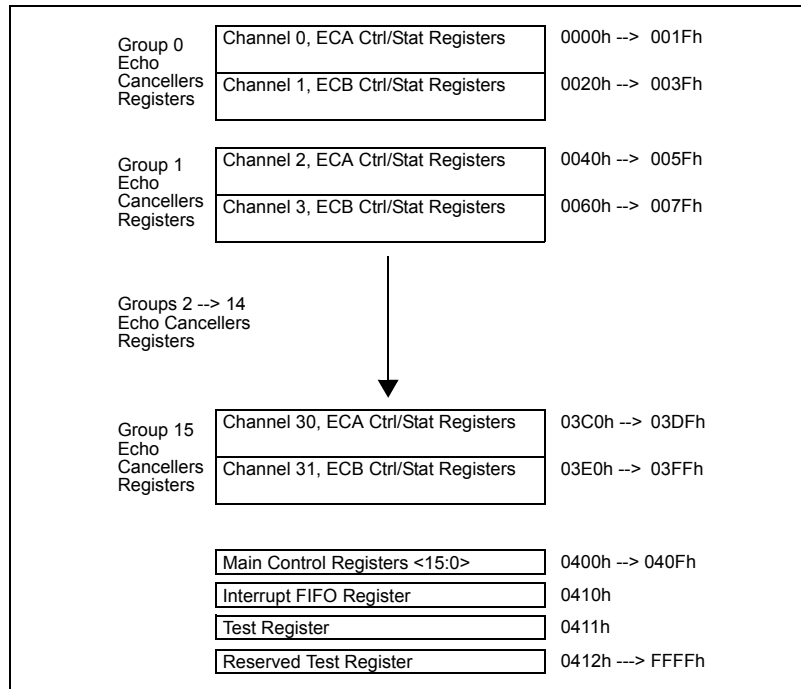 Group 0
Echo
Cancellers
Registers
Channel 0, ECA Ctrl/Stat Registers
0000h --> 001Fh
Channel 1, ECB Ctrl/Stat Registers
0020h --> 003Fh
Group 1
Echo
Cancellers
Registers
Channel 2, ECA Ctrl/Stat Registers
0040h --> 005Fh
Channel 3, ECB Ctrl/Stat Registers
0060h --> 007Fh
Groups 2 --> 14
Echo Cancellers
Registers
Group 15
Echo
Cancellers
Registers
Channel 30, ECA Ctrl/Stat Registers
03C0h --> 03DFh
Channel 31, ECB Ctrl/Stat Registers
03E0h --> 03FFh
Main Control Registers <15:0>
0400h --> 040Fh
Interrupt FIFO Register
0410h
Test Register
0411h
Reserved Test Register
0412h ---> FFFFh